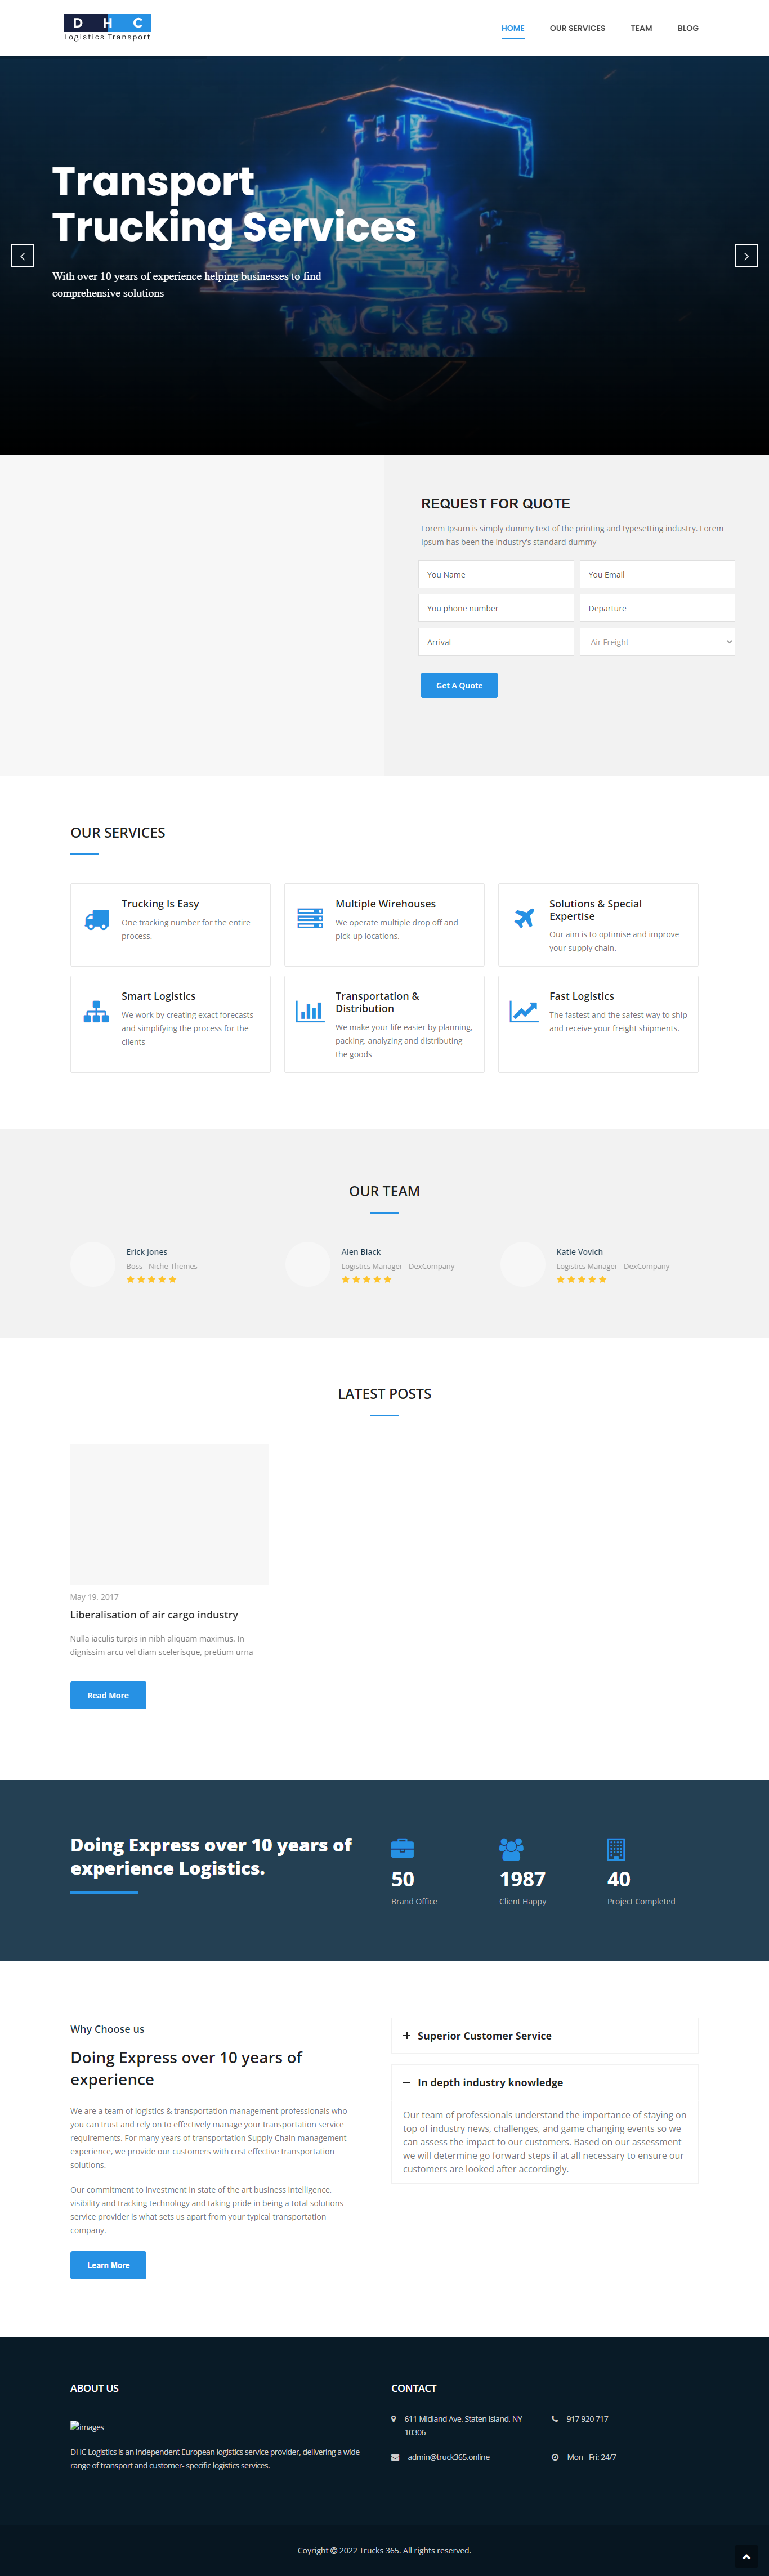 DHC
Logistics Transport
HOME
OUR SERVICES
TEAM
BLOG
THE
TRUCKERS
Transport
Trucking Services
With over 10 years of experience helping businesses to find
comprehensive solutions
REQUEST FOR QUOTE
Lorem Ipsum is simply dummy text of the printing and typesetting industry. Lorem
Ipsum has been the industry's standard dummy
You Name
You Email
You phone number
Departure
Arrival
Air Freight
Get A Quote
OUR SERVICES
Trucking Is Easy
One tracking number for the entire
process.
Multiple Wirehouses
We operate multiple drop off and
pick-up locations.
Solutions & Special
Expertise
Our aim is to optimise and improve
your supply chain.
Smart Logistics
We work by creating exact forecasts
and simplifying the process for the
clients
Transportation &
Distribution
We make your life easier by planning,
packing, analyzing and distributing
the goods
Fast Logistics
The fastest and the safest way to ship
and receive your freight shipments.
OUR TEAM
Erick Jones
Boss - Niche-Themes
Alen Black
Logistics Manager - DexCompany
Katie Vovich
Logistics Manager - DexCompany
LATEST POSTS
May 19, 2017
Liberalisation of air cargo industry
Nulla iaculis turpis in nibh aliquam maximus. In
dignissim arcu vel diam scelerisque, pretium urna
Read More
Doing Express over 10 years of
experience Logistics.
50
Brand Office
1987
Client Happy
40
Project Completed
Why Choose us
Doing Express over 10 years of
experience
We are a team of logistics & transportation management professionals who
you can trust and rely on to effectively manage your transportation service
requirements. For many years of transportation Supply Chain management
experience, we provide our customers with cost effective transportation
solutions.
Our commitment to investment in state of the art business intelligence,
visibility and tracking technology and taking pride in being a total solutions
service provider is what sets us apart from your typical transportation
company.
Learn More
Superior Customer Service
In depth industry knowledge
Our team of professionals understand the importance of staying on
top of industry news, challenges, and game changing events so we
can assess the impact to our customers. Based on our assessment
we will determine go forward steps if at all necessary to ensure our
customers are looked after accordingly.
ABOUT US
images
DHC Logistics is an independent European logistics service provider, delivering a wide
range of transport and customer- specific logistics services.
CONTACT
611 Midland Ave, Staten Island, NY
10306
917 920 717
admin@truck365.online
Mon - Fri: 24/7
Coyright © 2022 Trucks 365. All rights reserved.